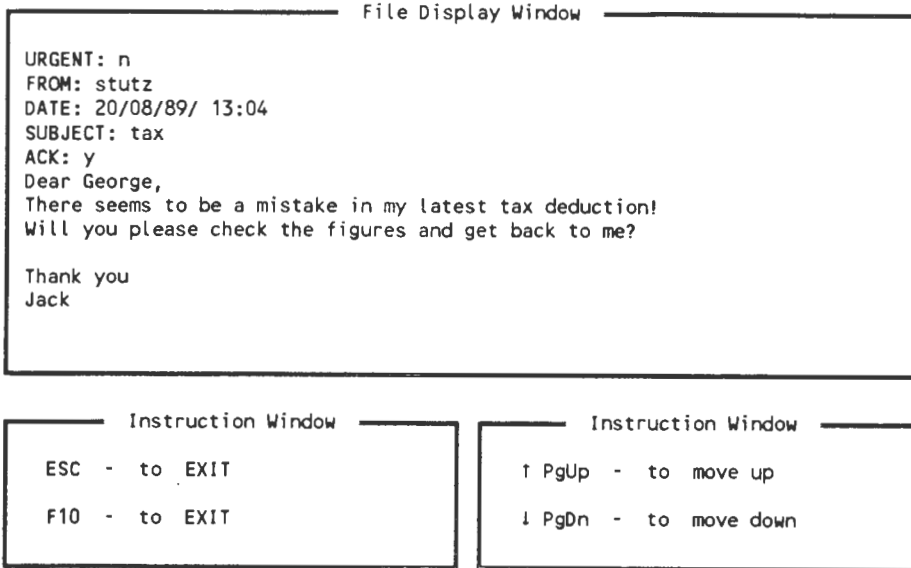 File Display Window
URGENT: n
FROM: stutz
DATE: 20/08/89/ 13:04
SUBJECT: tax
ACK: y
Dear George,
There seems to be a mistake in my latest tax deduction!
Will you please check the figures and get back to me?
Thank you
Jack
Instruction Window
ESC - to EXIT
F10 - to EXIT
Instruction Window
↑ PgUp - to move up
↓ PgDn - to move down